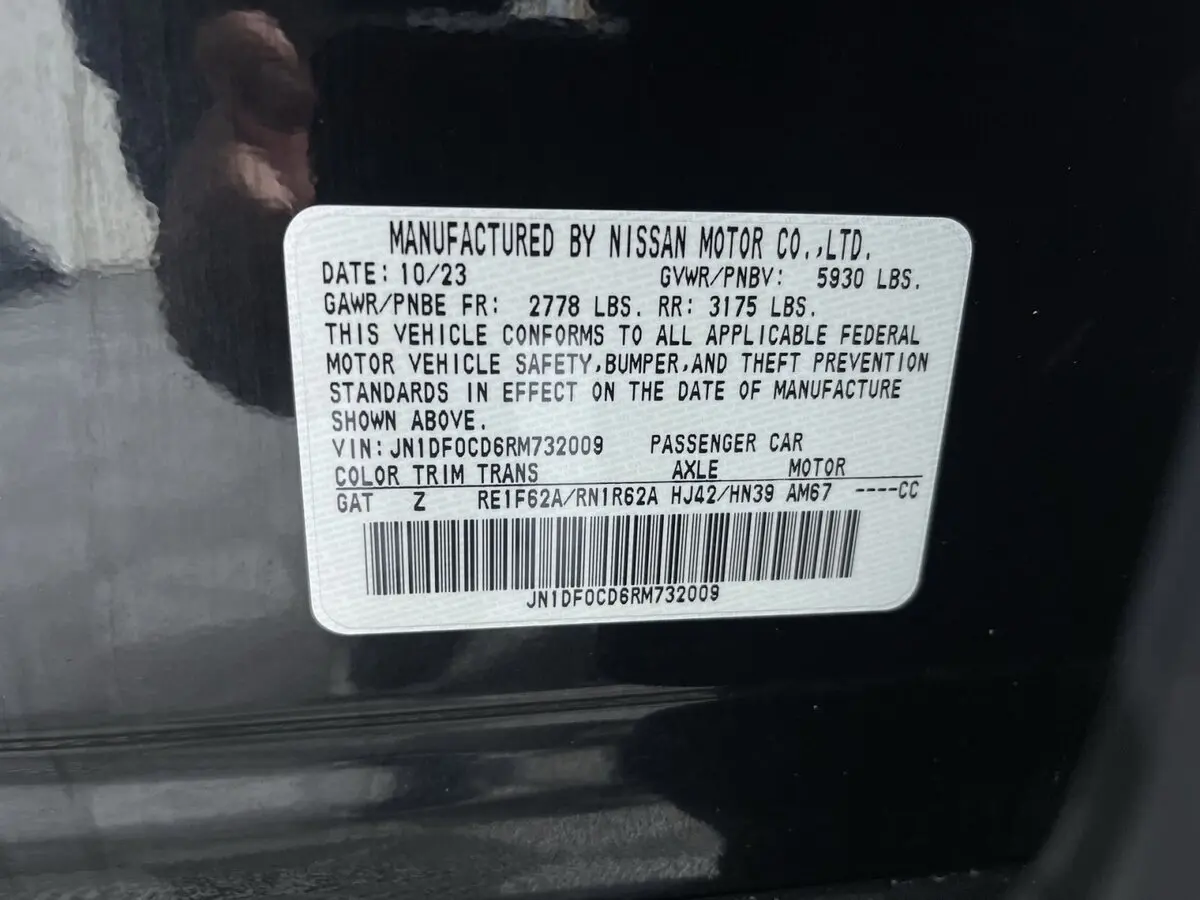 MANUFACTURED BY NISSAN MOTOR CO.,LTD.
DATE: 10/23 GVWR/PNBV: 5930 LBS.
GAWR/PNBE FR: 2778 LBS. RR: 3175 LBS.
THIS VEHICLE CONFORMS TO ALL APPLICABLE FEDERAL
MOTOR VEHICLE SAFETY,BUMPER,AND THEFT PREVENTION
STANDARDS IN EFFECT ON THE DATE OF MANUFACTURE
SHOWN ABOVE.
VIN: JN1DF0CD6RM732009 PASSENGER CAR
COLOR TRIM TRANS AXLE MOTOR
GAT Z RE1F62A/RN1R62A HJ42/HN39 AM67 ----CC
JN1DF0CD6RM732009